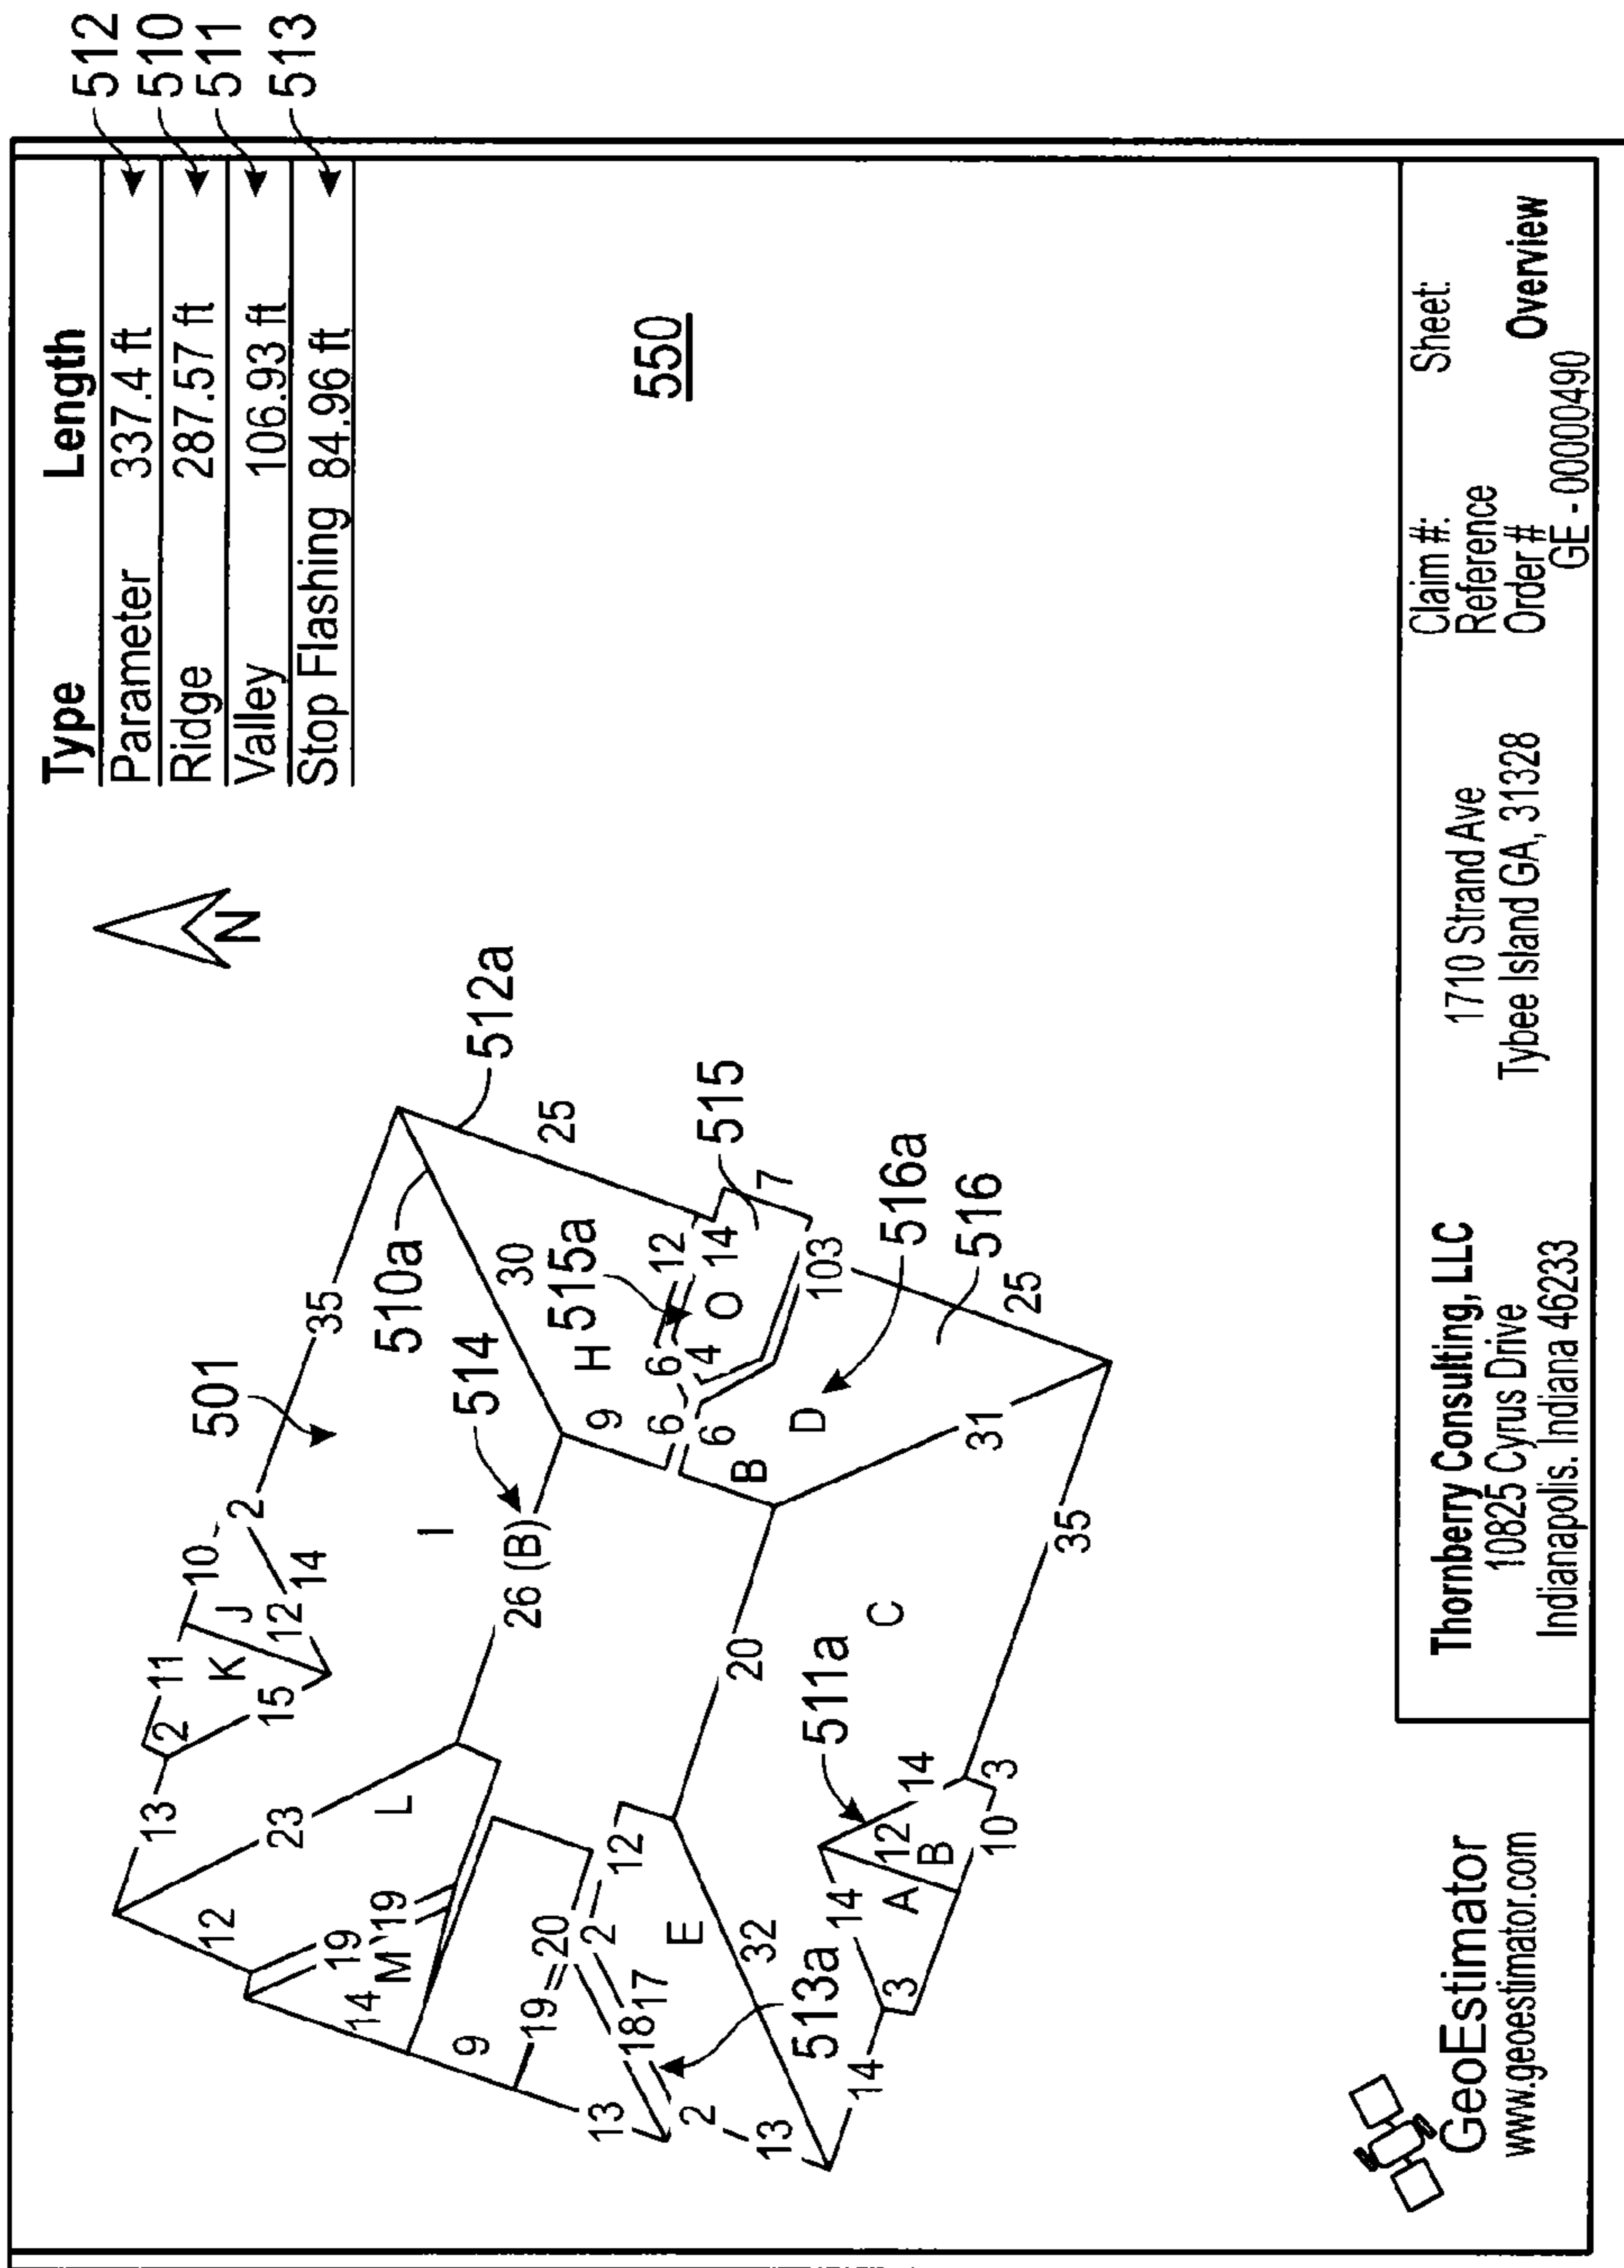 Type Length
Parameter 337.4 ft 512
Ridge 287.57 ft 510
Valley 106.93 ft 511
Stop Flashing 84.96 ft 513
N
550
501
35
2
10
J
K
11
12
14
2
15
13
I
510a
512a
25
30
H
515a
515
514
26 (B)
23
L
12
19
19
M
14
9
9
6
6
12
14
O
4
7
6
B
D
103
516a
516
25
31
20
35
C
511a
12
20
2
19
E
32
17
18
13
513a
2
13
14
14
A
12
B
14
3
10
3
GeoEstimator
www.geoestimator.com
Thornberry Consulting, LLC
10825 Cyrus Drive
Indianapolis. Indiana 46233
1710 Strand Ave
Tybee Island GA, 31328
Claim #:
Reference
Order #
GE - 00000490
Sheet:
Overview